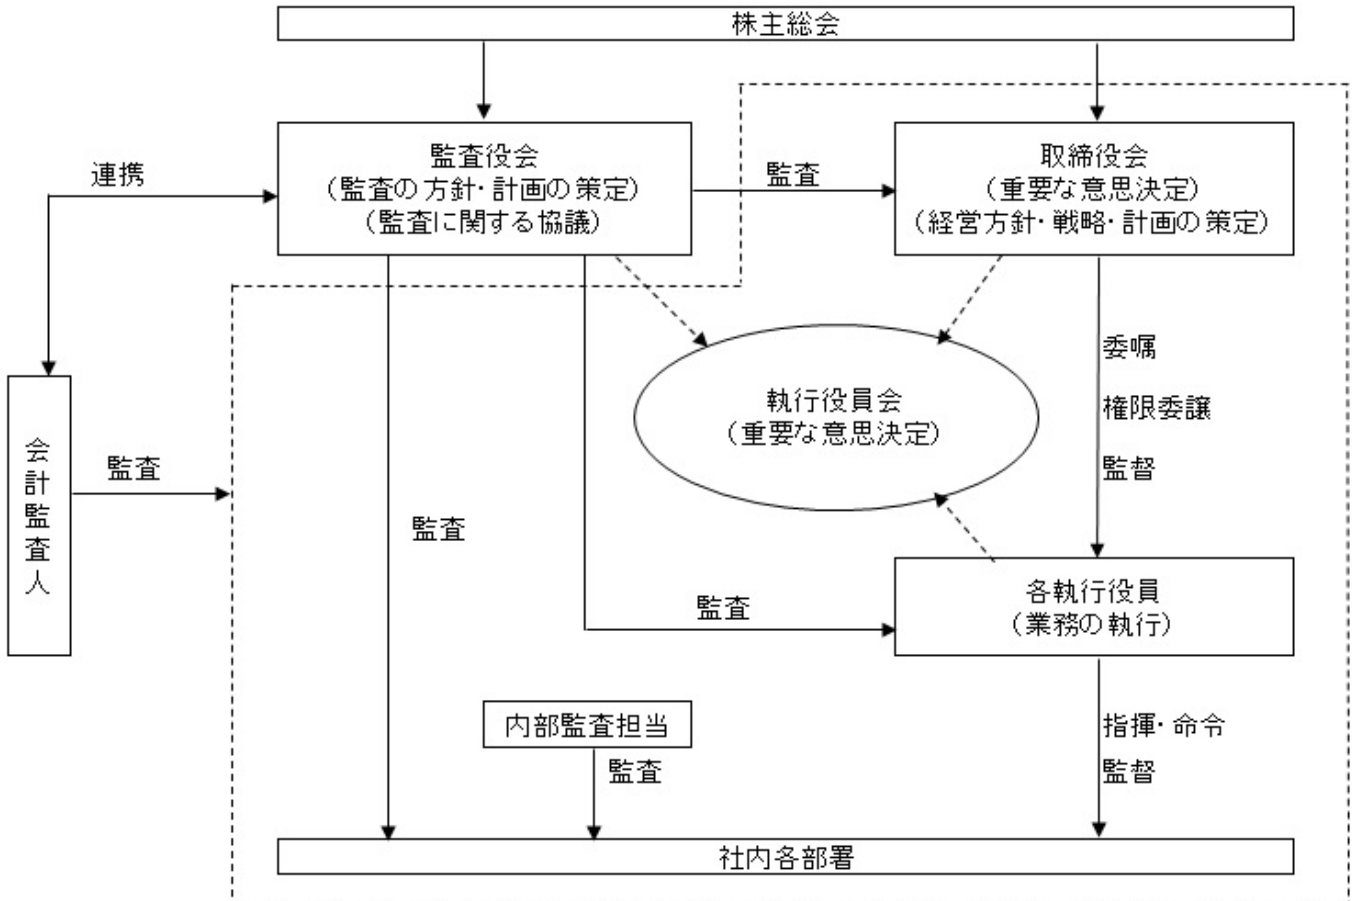 株主総会
監査役会
(監査の方針・計画の策定)
(監査に関する協議)
取締役会
(重要な意思決定)
(経営方針・戦略・計画の策定)
連携
監査
執行役員会
(重要な意思決定)
委嘱
権限委譲
監督
会計監査人
監査
監査
監査
各執行役員
(業務の執行)
内部監査担当
監査
指揮・命令
監督
社内各部署